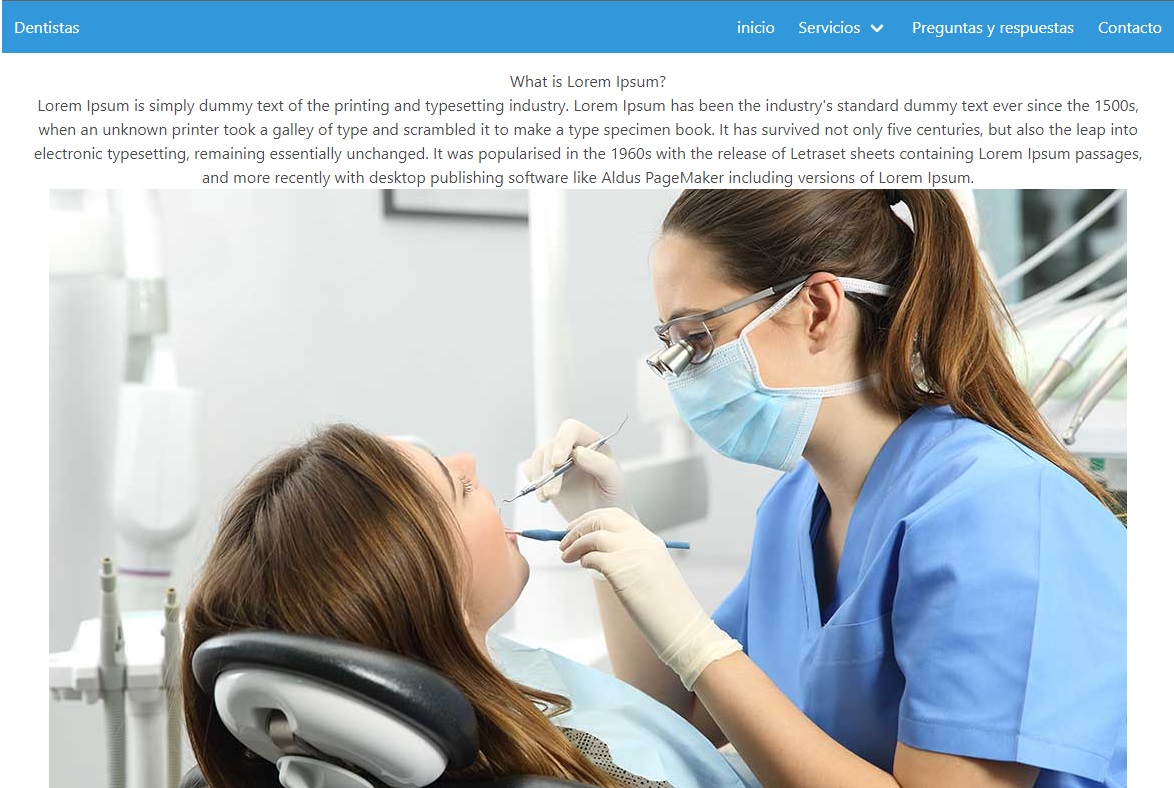 Dentistas
inicio
Servicios
Preguntas y respuestas
Contacto
What is Lorem Ipsum?
Lorem Ipsum is simply dummy text of the printing and typesetting industry. Lorem Ipsum has been the industry's standard dummy text ever since the 1500s,
when an unknown printer took a galley of type and scrambled it to make a type specimen book. It has survived not only five centuries, but also the leap into
electronic typesetting, remaining essentially unchanged. It was popularised in the 1960s with the release of Letraset sheets containing Lorem Ipsum passages,
and more recently with desktop publishing software like Aldus PageMaker including versions of Lorem Ipsum.